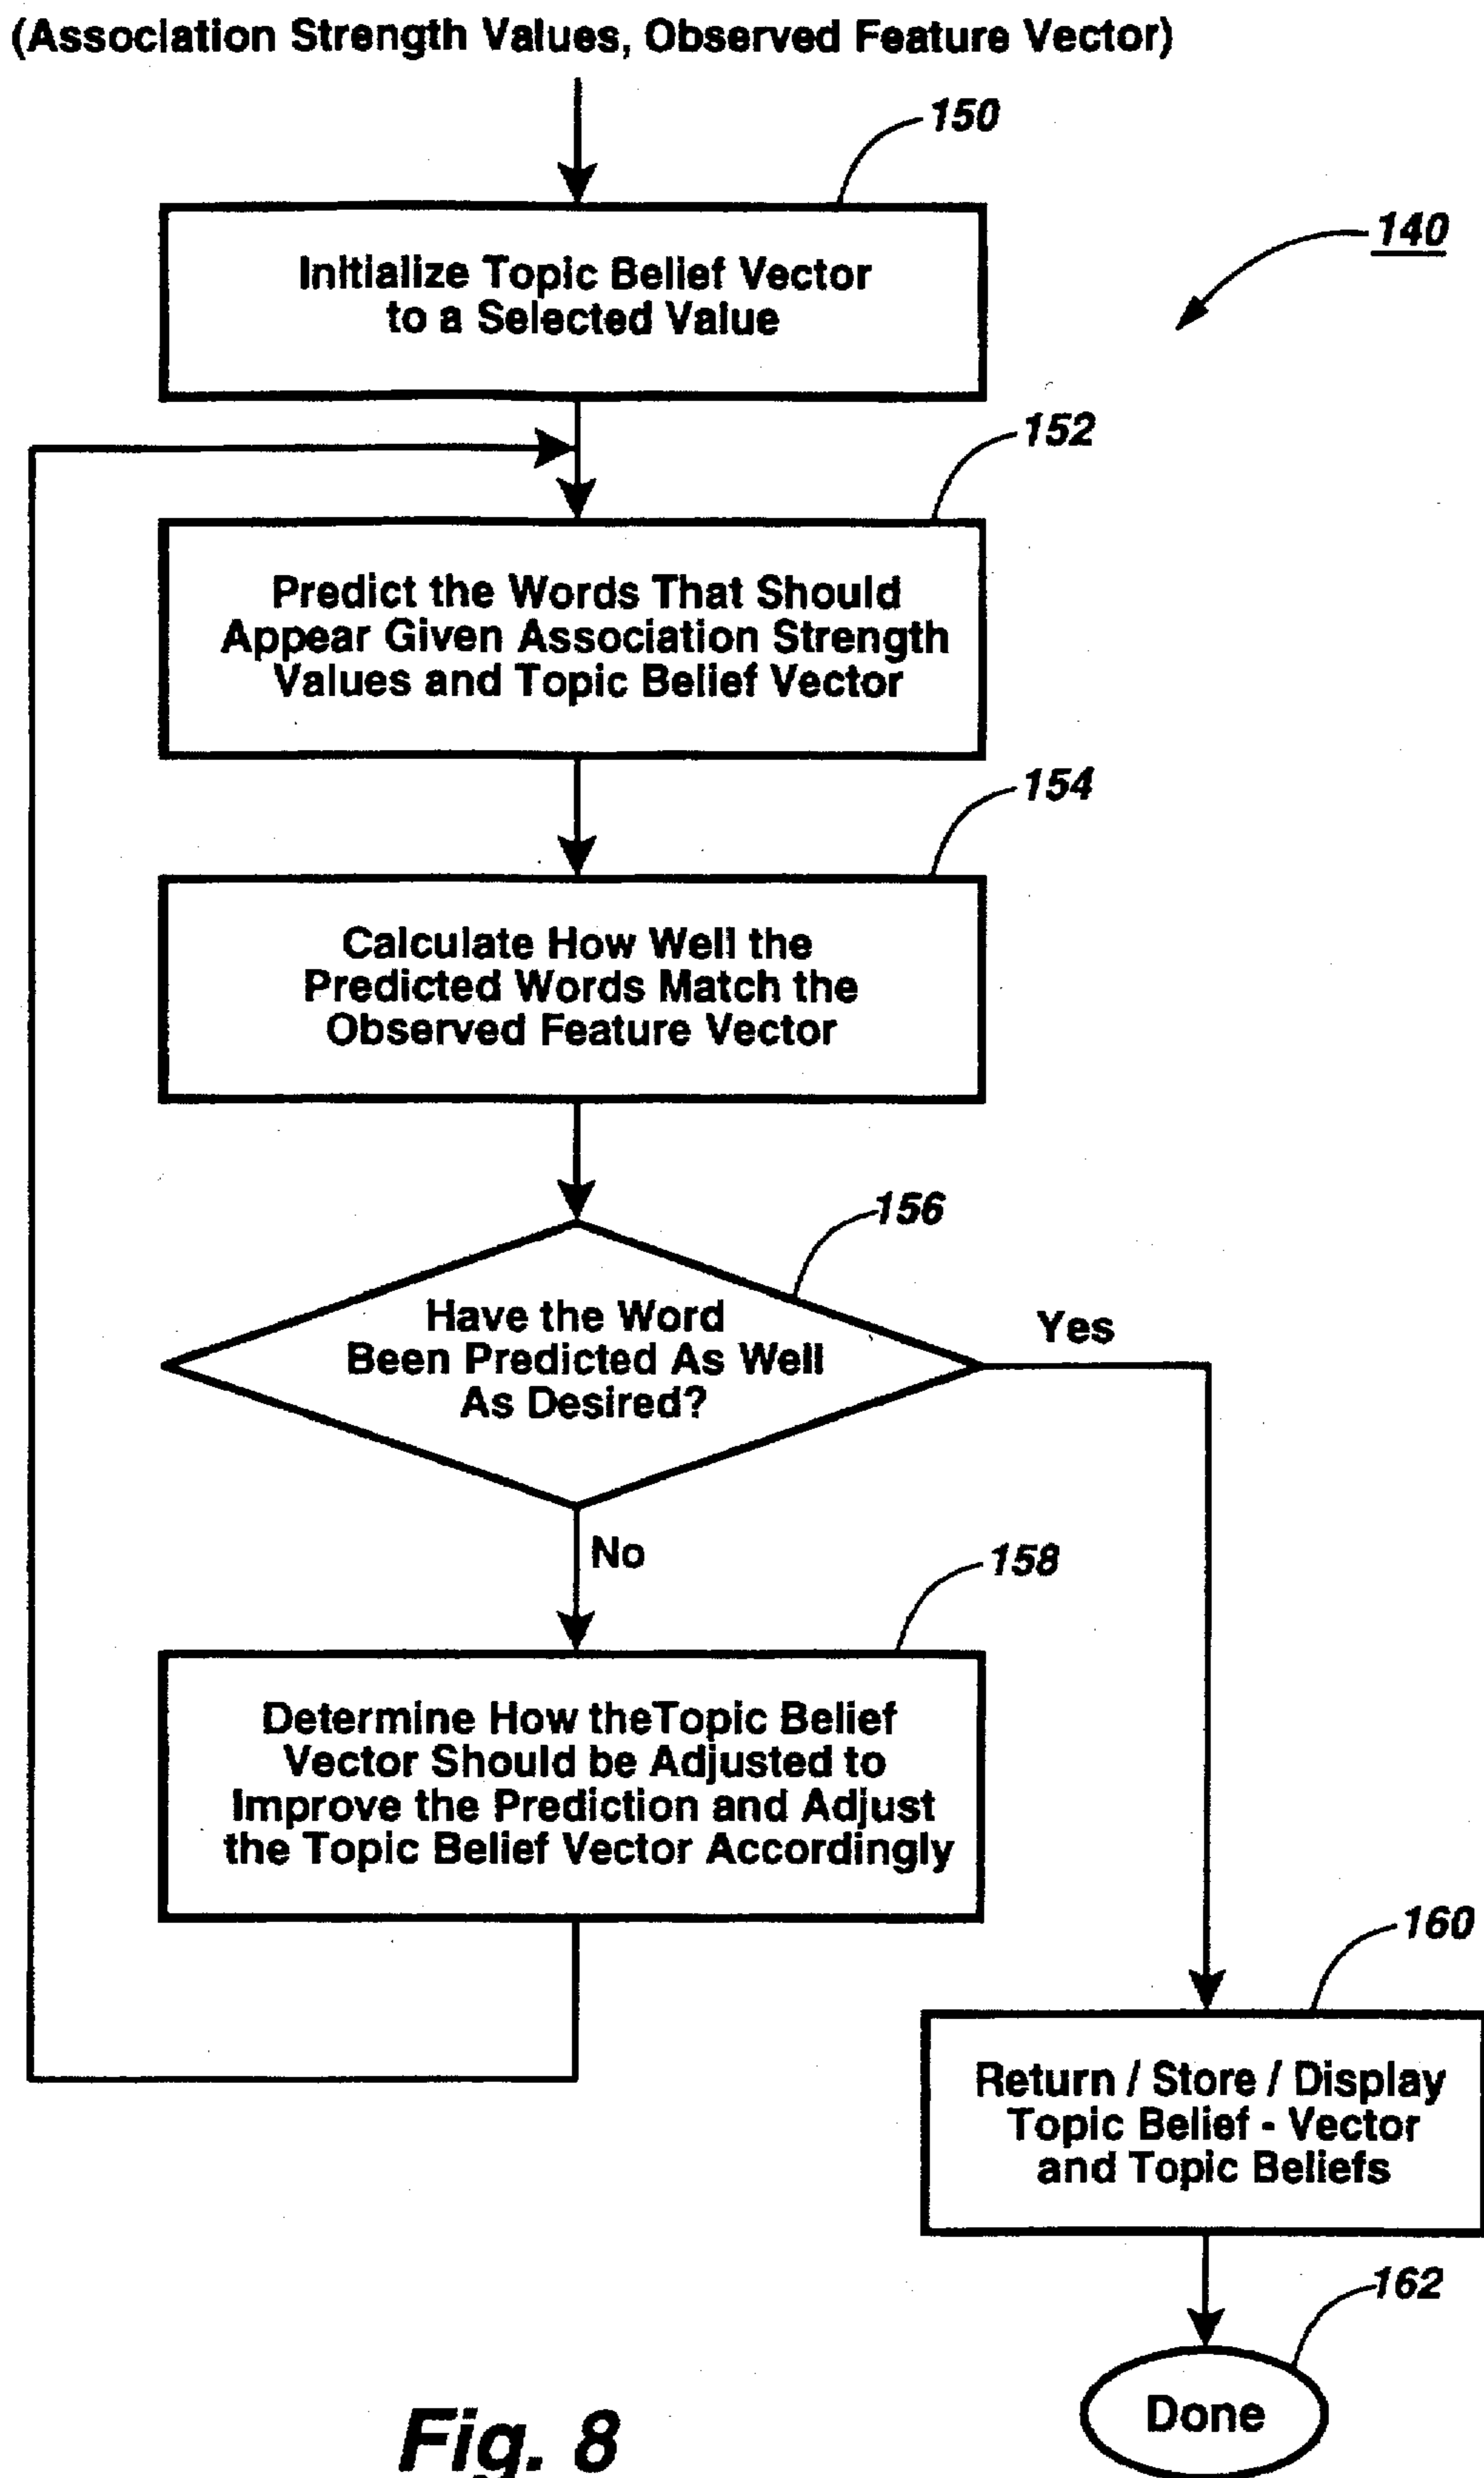 (Association Strength Values, Observed Feature Vector)
150
Initialize Topic Belief Vector
to a Selected Value
140
152
Predict the Words That Should
Appear Given Association Strength
Values and Topic Belief Vector
154
Calculate How Well the
Predicted Words Match the
Observed Feature Vector
156
Have the Word
Been Predicted As Well
As Desired?
Yes
No
158
Determine How theTopic Belief
Vector Should be Adjusted to
Improve the Prediction and Adjust
the Topic Belief Vector Accordingly
160
Return / Store / Display
Topic Belief - Vector
and Topic Beliefs
162
Done
Fig. 8